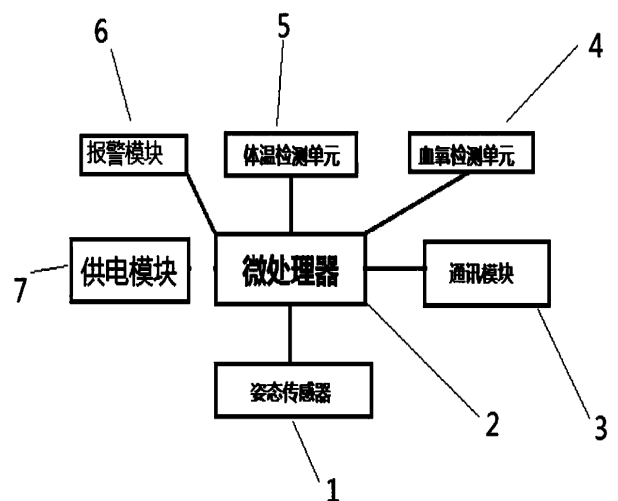 6
5
4
报警模块
体温检测单元
血氧检测单元
供电模块
微处理器
通讯模块
7
姿态传感器
2
3
1